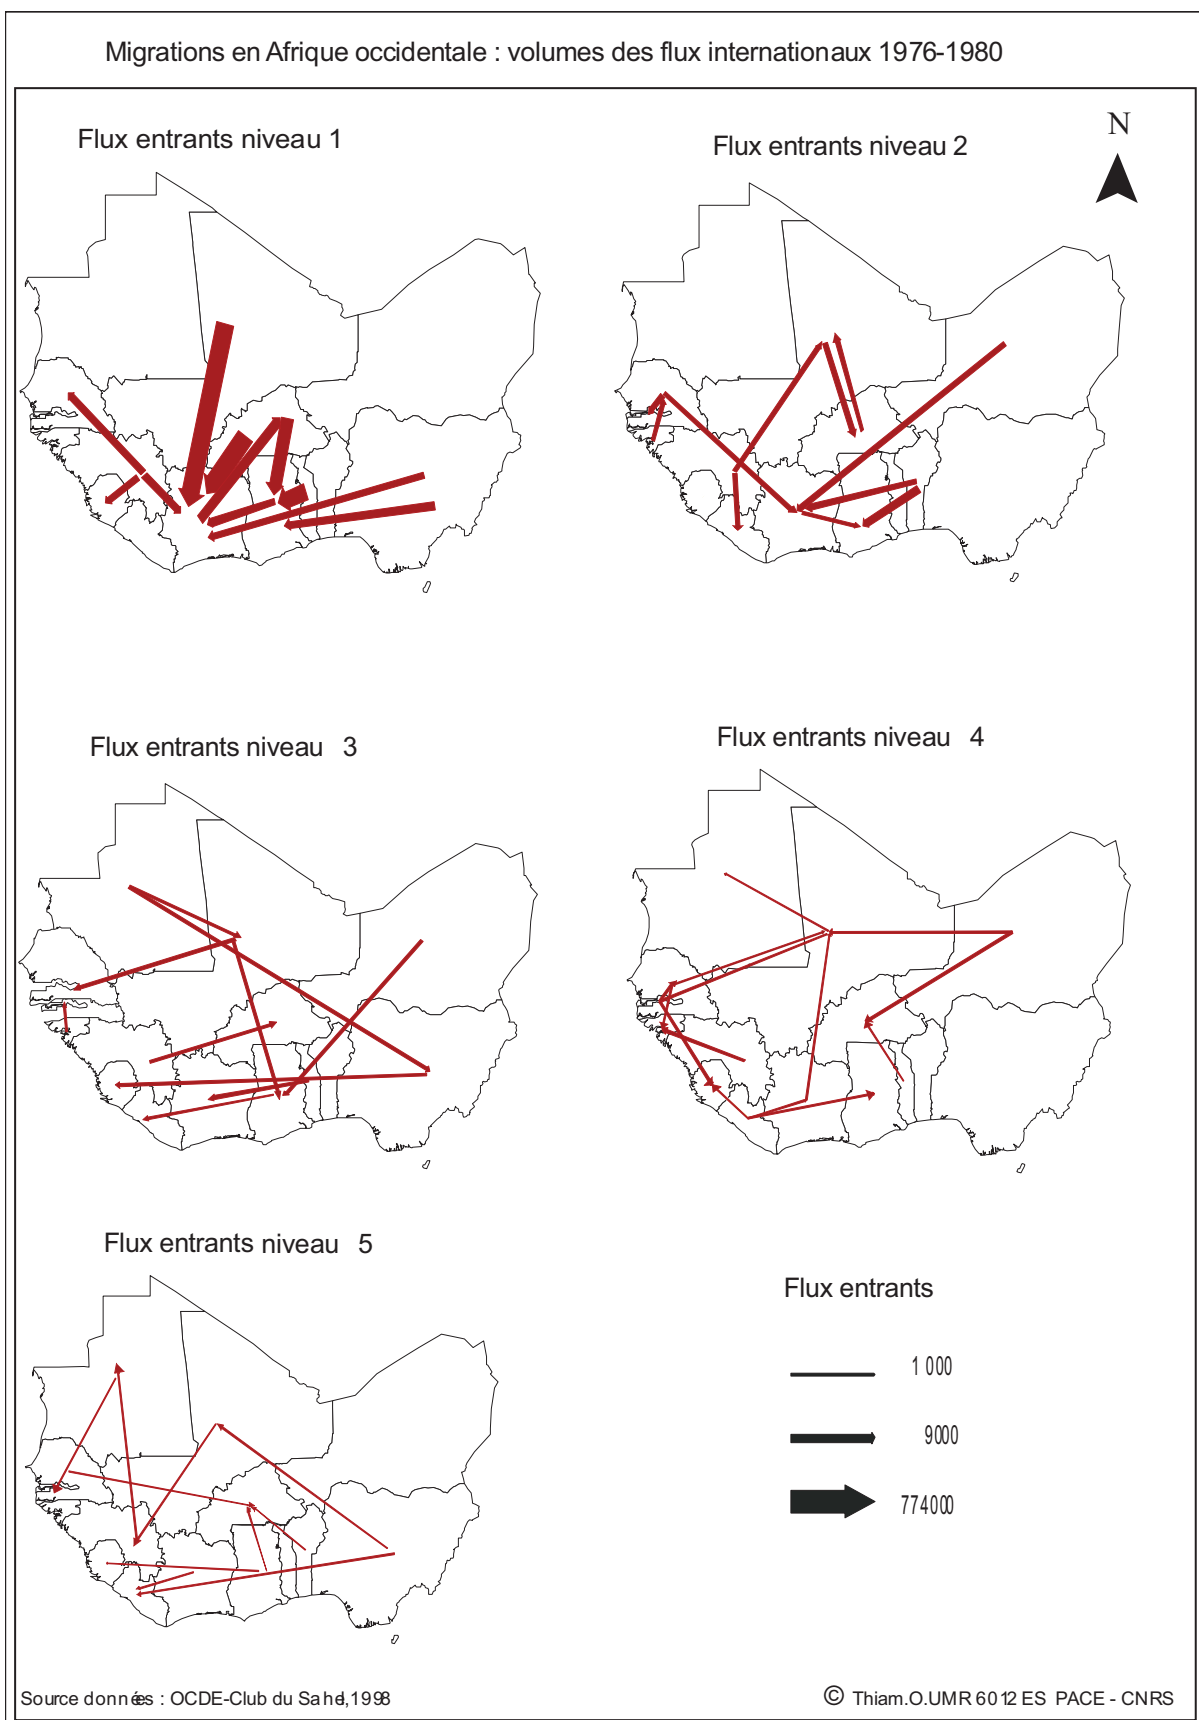 Migrations en Afrique occidentale : volumes des flux internationaux 1976-1980
Flux entrants niveau 1
Flux entrants niveau 2
N
Flux entrants niveau 3
Flux entrants niveau 4
Flux entrants niveau 5
Flux entrants
1 000
9000
774000
Source données : OCDE-Club du Sahel,1998
© Thiam.O.UMR 6012 ES PACE - CNRS